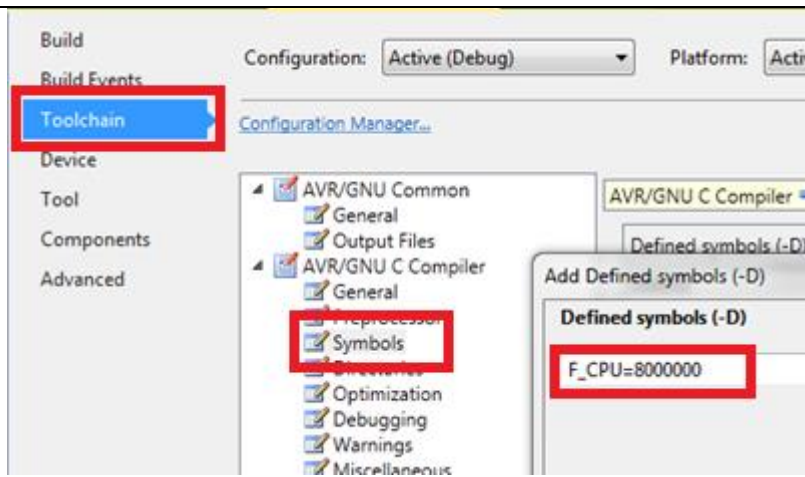 Build
Build Events
Toolchain
Device
Tool
Components
Advanced
Configuration: Active (Debug) Platform:
Configuration Manager...
AVR/GNU Common
General
Output Files
AVR/GNU C Compiler
General
Preprocessor
Symbols
Directories
Optimization
Debugging
Warnings
Miscellaneous
AVR/GNU C Compiler
Defined symbols (-D)
Add Defined symbols (-D)
Defined symbols (-D)
F_CPU=8000000